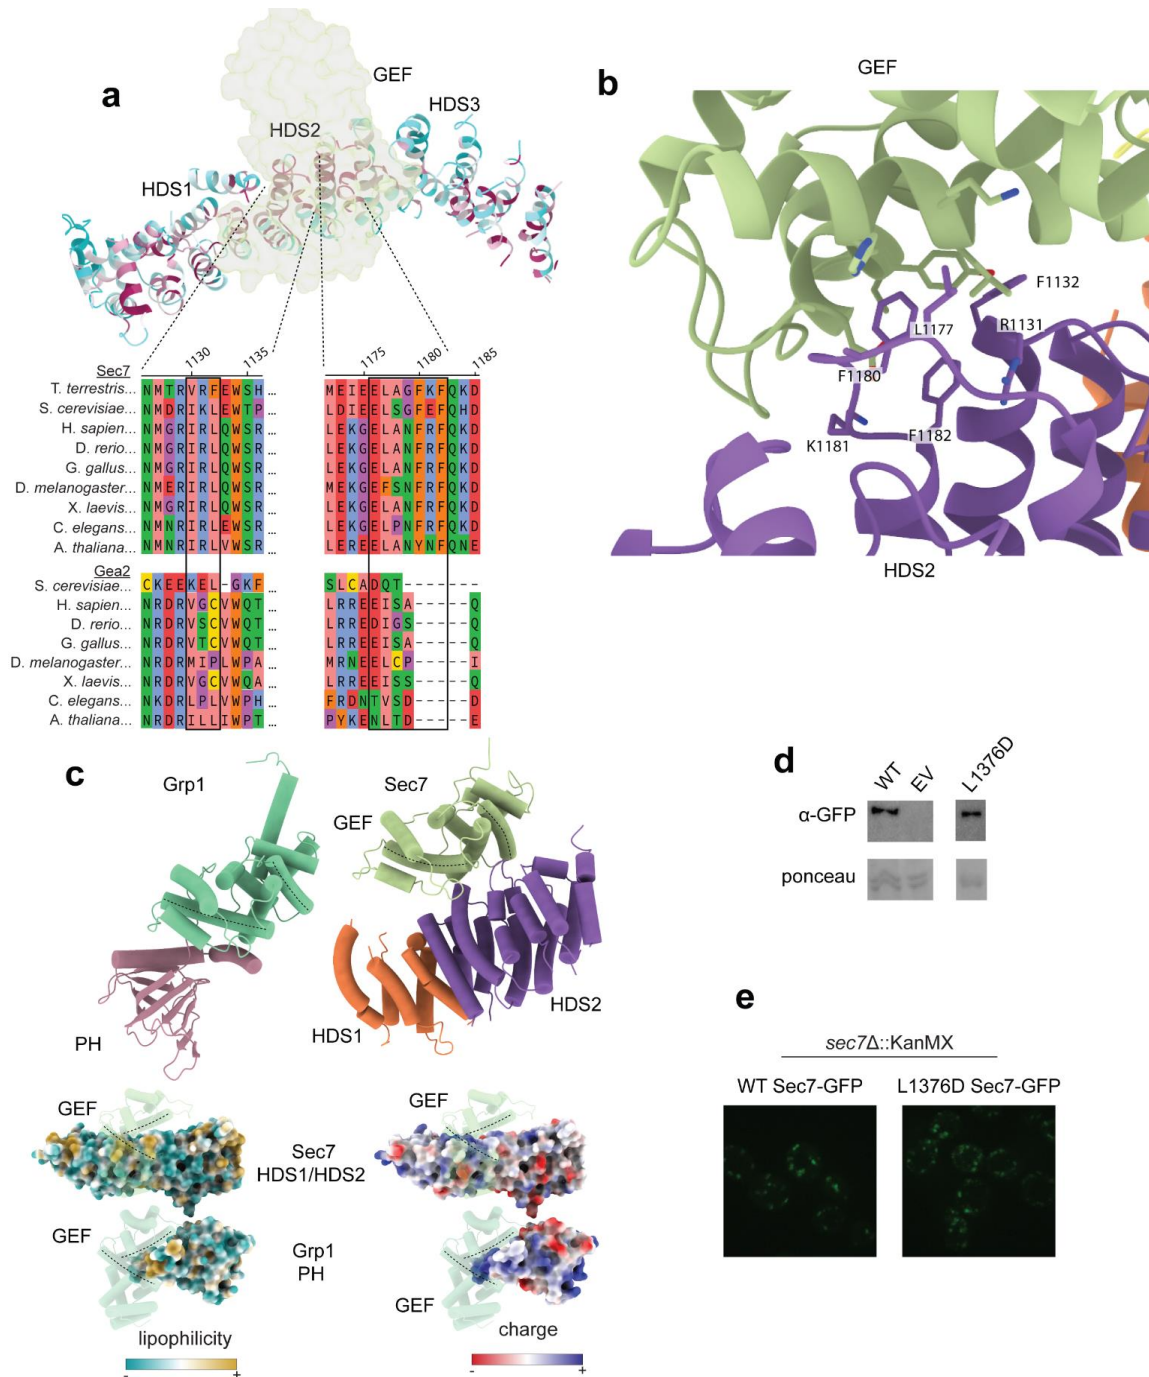 a
GEF
HDS3
HDS2
HDS1
1130 1135 1175 1180 1185
Sec7
T. terrestris... NMTRVRFEWSH ... MEIEELAGFKFQKD
S. cerevisiae... NMDRIKLEWTP ... LDIEELSGFEFQHD
H. sapien... NMGRIRLQWSR ... LEKGELANFRFQKD
D. rerio... NMGRIRLQWSR ... LEKGELANFRFQKD
G. gallus... NMGRIRLQWSR ... LEKGELANFRFQKD
D. melanogaster... NMERIRLQWSR ... MEKGEFSNFRFQKD
X. laevis... NMGRIRLQWSR ... LEKGELANFRFQKD
C. elegans... NMNRIRLEWSR ... LEKGELPNFRFQKD
A. thaliana... NMNRIRLVWSR ... LEREELANYNFQNE
Gea2
S. cerevisiae... CKEEKEL-GKF ... SLCADQT-------
H. sapien... NRDRVGCVWQT ... LRREEISA-----Q
D. rerio... NRDRVSCVWQT ... LRREDIGS-----Q
G. gallus... NRDRVTCVWQT ... LRREEISA-----Q
D. melanogaster... NRDRMIPLWPA ... MRNEELCP-----I
X. laevis... NRDRVGCVWQA ... LRREEISS-----Q
C. elegans... NKDRLPLVWPH ... FRDNTVSD-----D
A. thaliana... NRDRILLIWPT ... PYKENLTD-----E
b
GEF
F1132
L1177
R1131
F1180
K1181
F1182
HDS2
c
Grp1
Sec7
GEF
PH
HDS1
HDS2
GEF
GEF
Sec7
HDS1/HDS2
GEF
Grp1
PH
GEF
lipophilicity
- +
charge
- +
d
WT EV L1376D
α-GFP
ponceau
e
sec7Δ::KanMX
WT Sec7-GFP L1376D Sec7-GFP